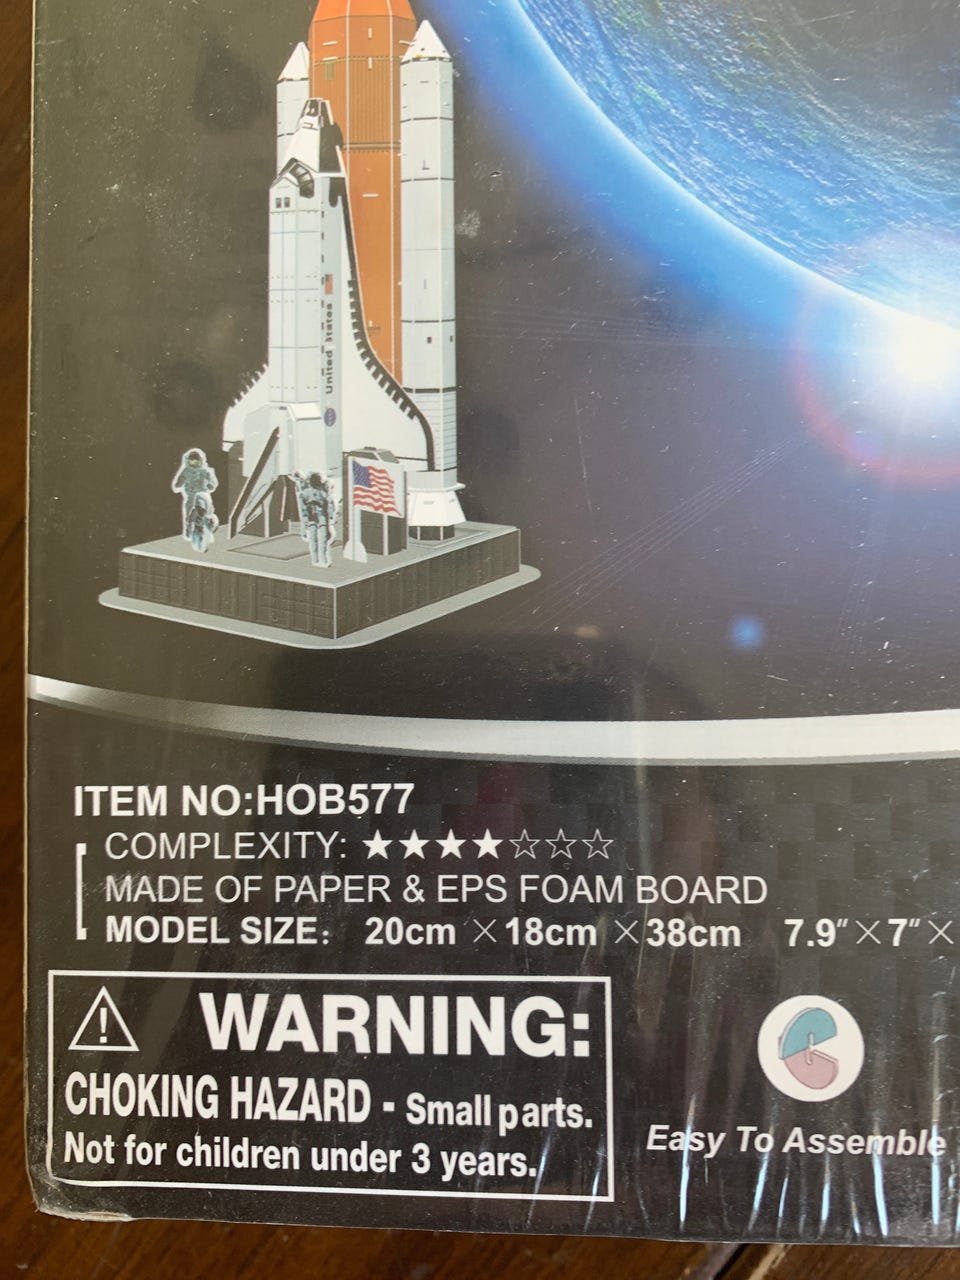 United States
ITEM NO:HOB577
COMPLEXITY: ★★★★☆☆☆
MADE OF PAPER & EPS FOAM BOARD
MODEL SIZE: 20cm ×18cm ×38cm 7.9"×7"×
WARNING:
CHOKING HAZARD - Small parts.
Not for children under 3 years.
Easy To Assemble